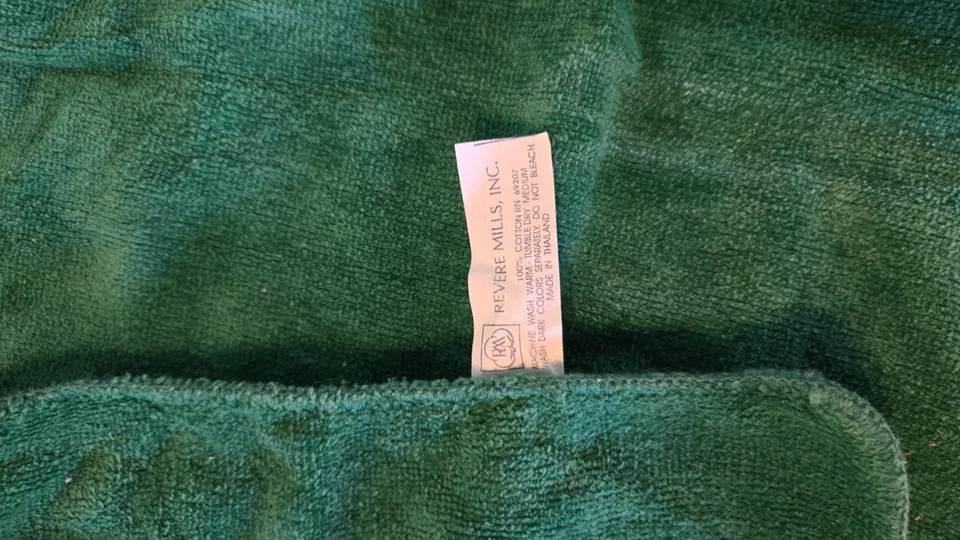 RM
REVERE MILLS, INC.
100% COTTON RN 69207
MACHINE WASH WARM - TUMBLE DRY MEDIUM
WASH DARK COLORS SEPARATELY. DO NOT BLEACH
MADE IN THAILAND